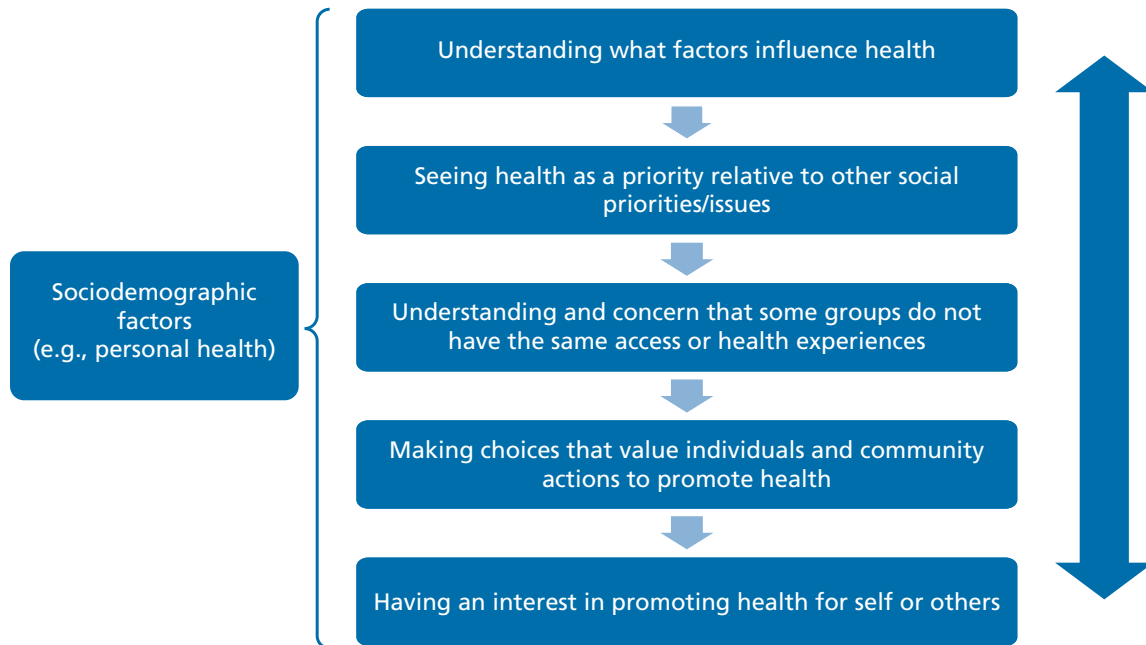 Understanding what factors influence health
Seeing health as a priority relative to other social
priorities/issues
Sociodemographic
factors
(e.g., personal health)
Understanding and concern that some groups do not
have the same access or health experiences
Making choices that value individuals and community
actions to promote health
Having an interest in promoting health for self or others